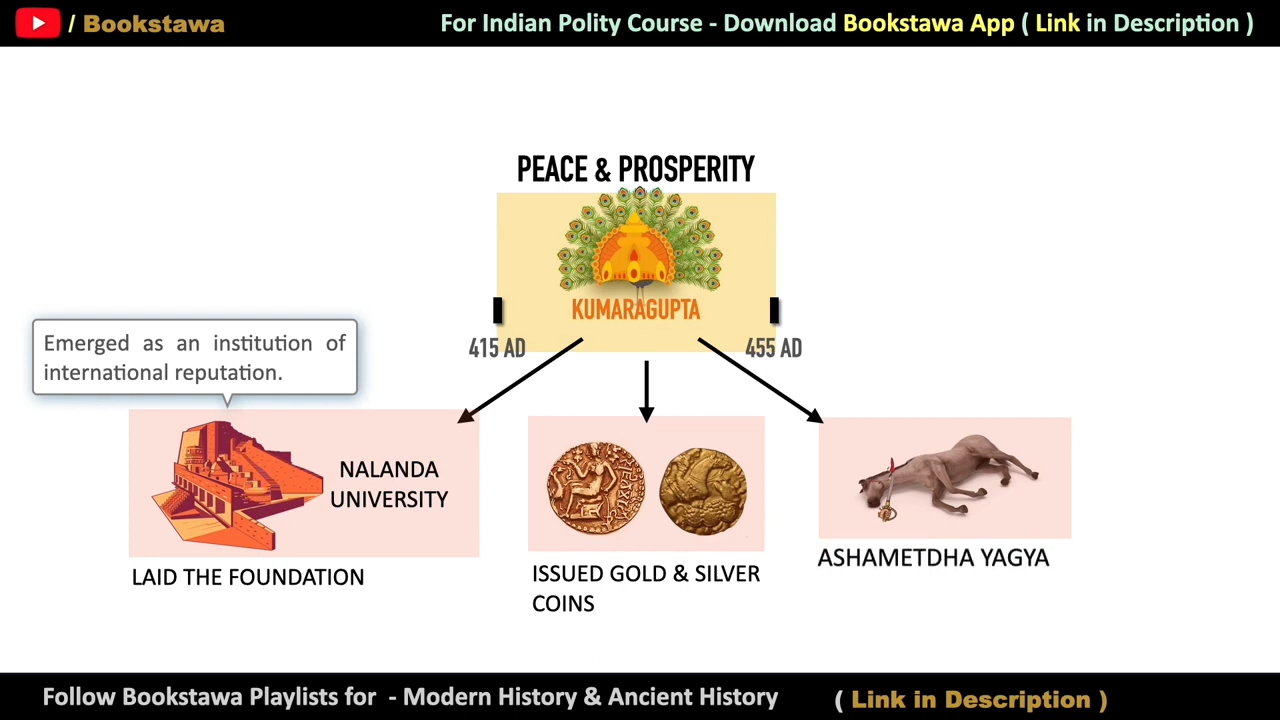 / Bookstawa
For Indian Polity Course - Download Bookstawa App ( Link in Description )
PEACE & PROSPERITY
KUMARAGUPTA
415 AD
455 AD
Emerged as an institution of
international reputation.
NALANDA
UNIVERSITY
LAID THE FOUNDATION
ISSUED GOLD & SILVER
COINS
ASHAMETDHA YAGYA
Follow Bookstawa Playlists for - Modern History & Ancient History
( Link in Description )